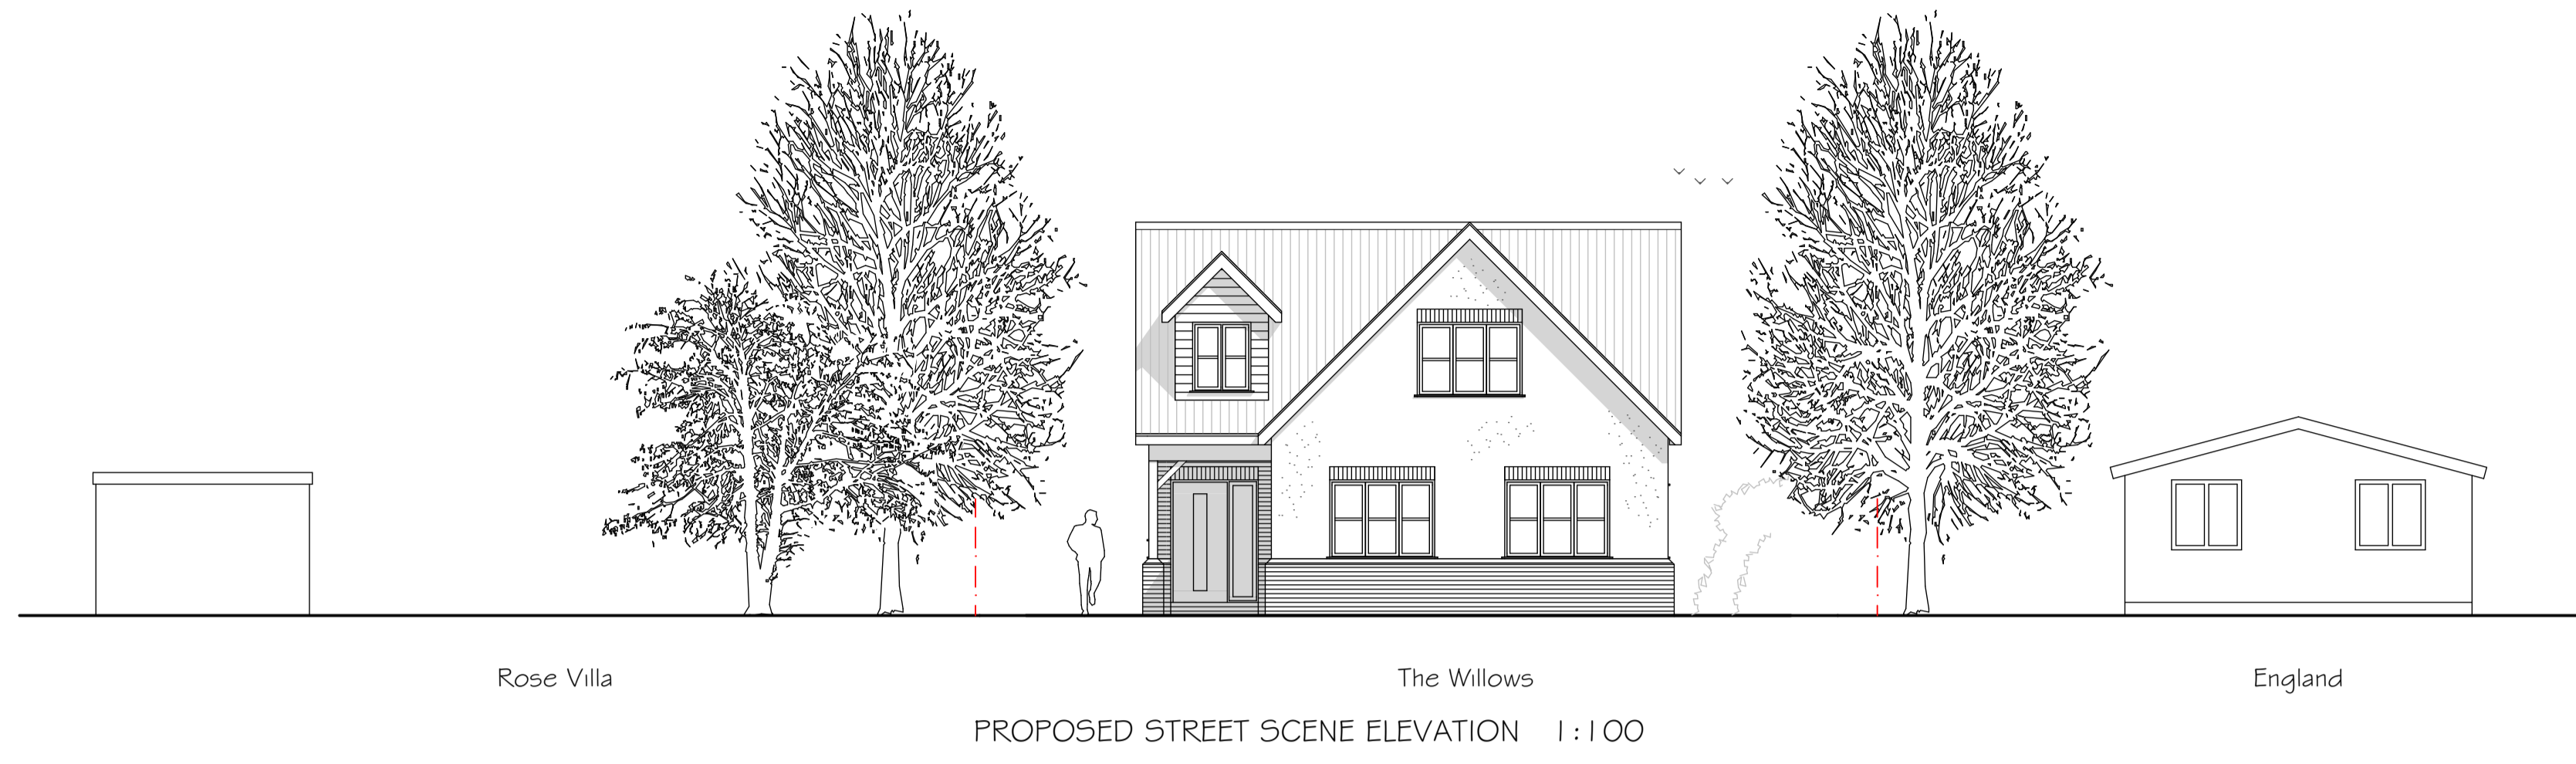 Rose Villa
The Willows
England
PROPOSED STREET SCENE ELEVATION 1:100